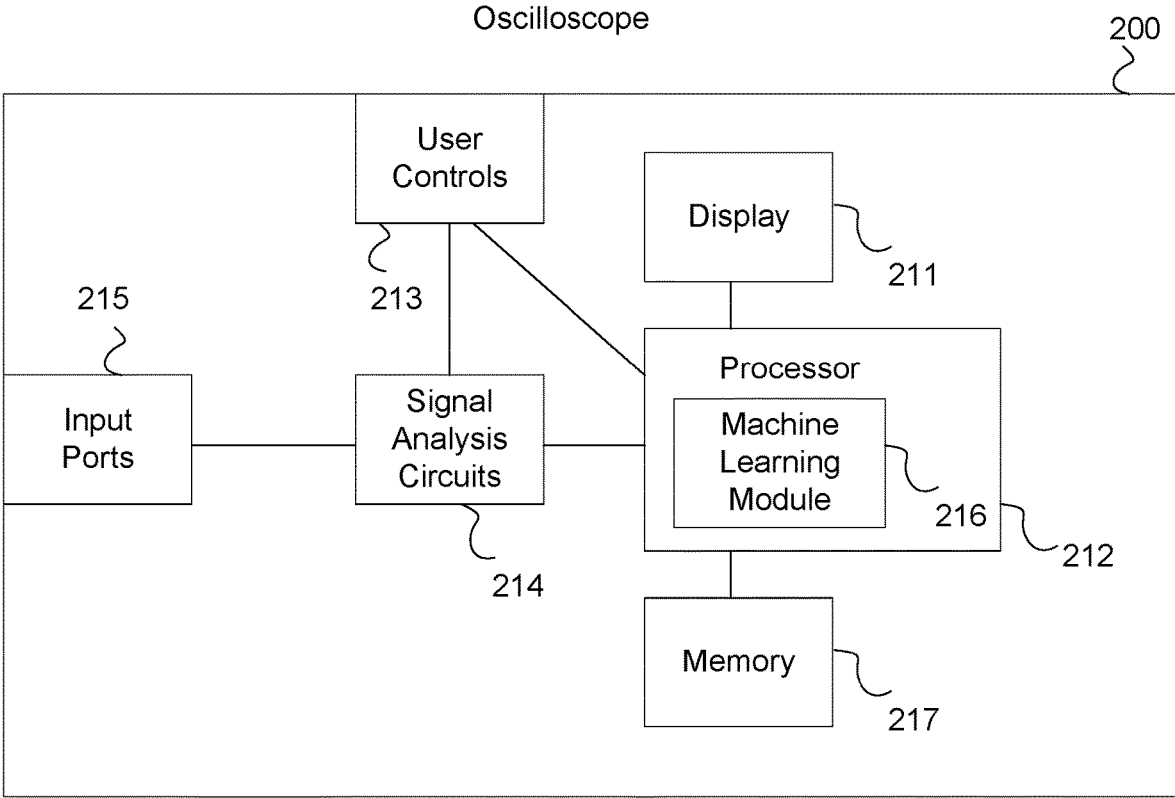 Oscilloscope
200
User
Controls
213
Display
211
215
Input
Ports
Signal
Analysis
Circuits
214
Processor
Machine
Learning
Module
216
212
Memory
217